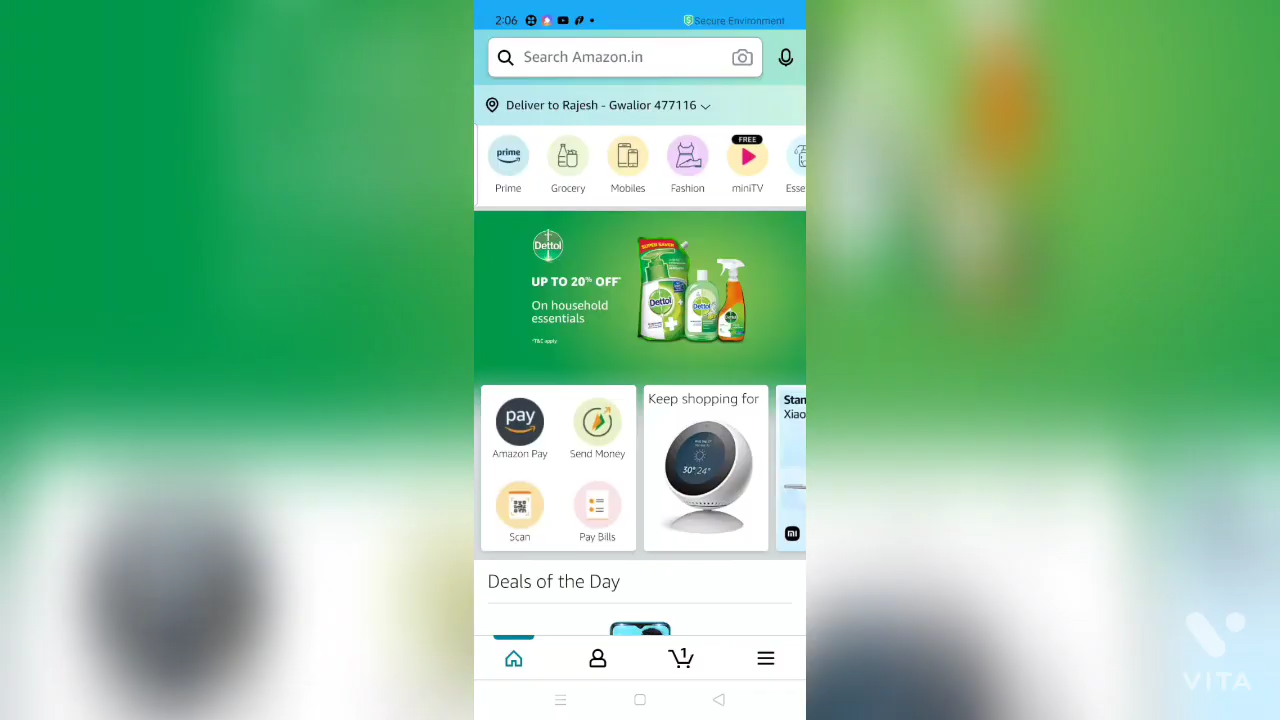 2:06
Secure Environment
Search Amazon.in
Deliver to Rajesh - Gwalior 477116
FREE
prime
Prime
Grocery
Mobiles
Fashion
miniTV
Esse
Dettol
UP TO 20% OFF*
On household
essentials
*T&C apply
SUPER SAVER
Dettol
Dettol
pay
Amazon Pay
Send Money
Scan
Pay Bills
Keep shopping for
30° 24°
Stan
Xiao
mi
Deals of the Day
1
VITA